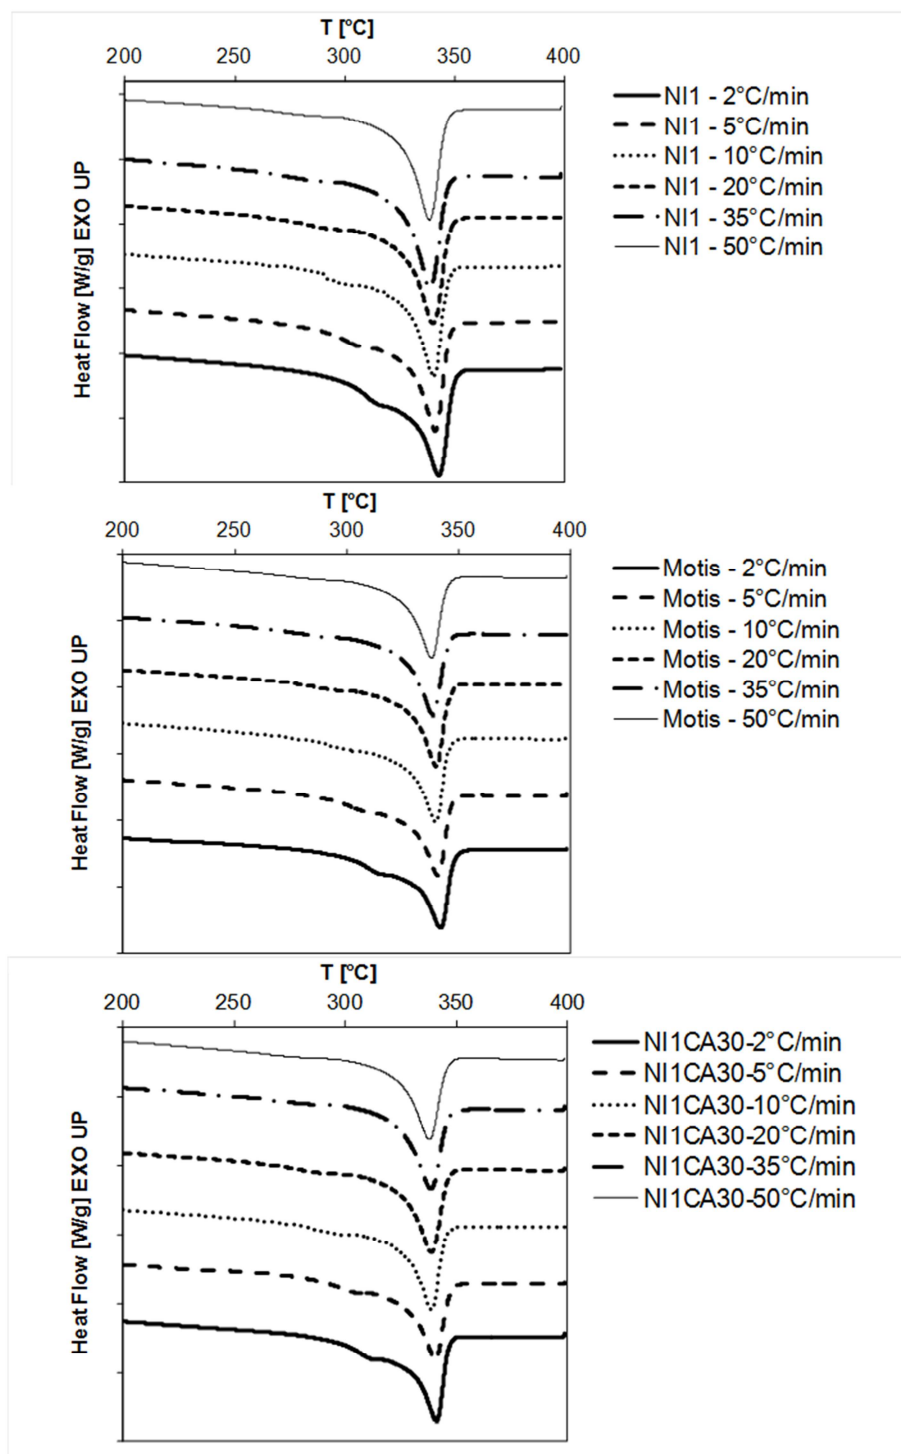 T [°C]
200 250 300 350 400
Heat Flow [W/g] EXO UP
NI1 - 2°C/min
NI1 - 5°C/min
NI1 - 10°C/min
NI1 - 20°C/min
NI1 - 35°C/min
NI1 - 50°C/min
T [°C]
200 250 300 350 400
Heat Flow [W/g] EXO UP
Motis - 2°C/min
Motis - 5°C/min
Motis - 10°C/min
Motis - 20°C/min
Motis - 35°C/min
Motis - 50°C/min
T [°C]
200 250 300 350 400
Heat Flow [W/g] EXO UP
NI1CA30-2°C/min
NI1CA30-5°C/min
NI1CA30-10°C/min
NI1CA30-20°C/min
NI1CA30-35°C/min
NI1CA30-50°C/min